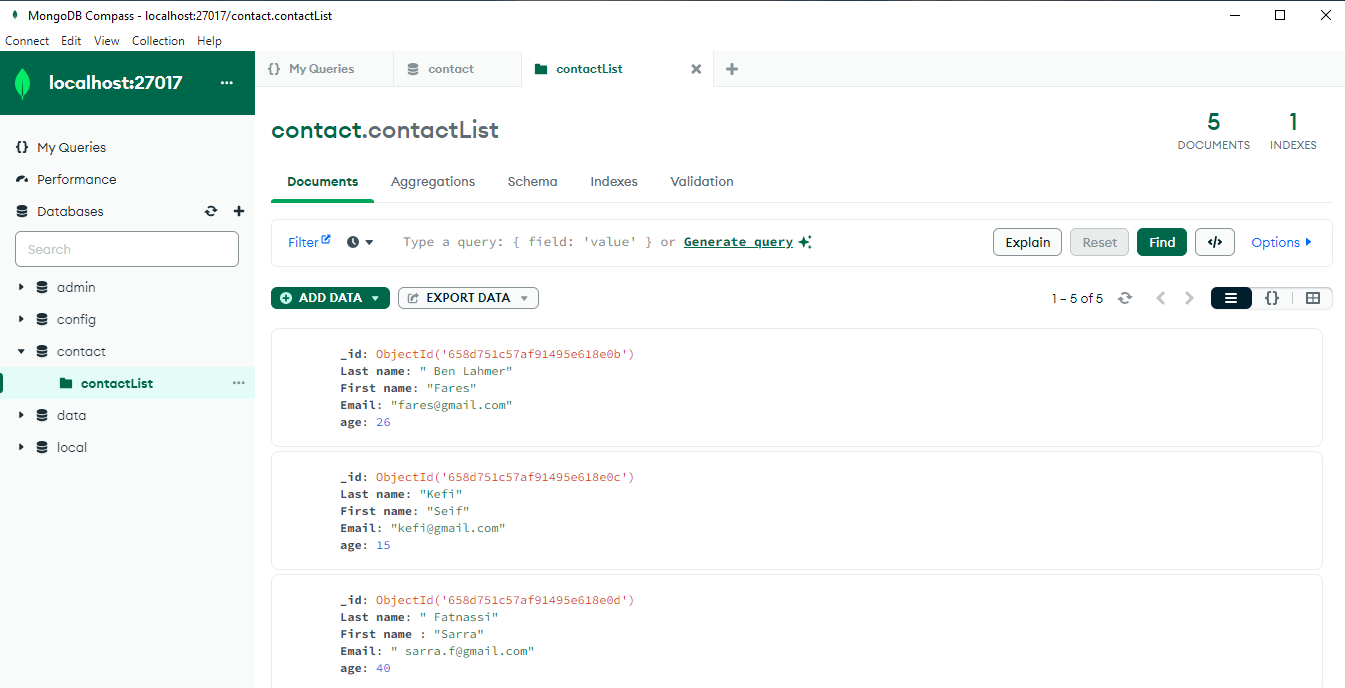 MongoDB Compass - localhost:27017/contact.contactList
Connect Edit View Collection Help
localhost:27017 ...
{} My Queries
contact
contactList
{} My Queries
Performance
Databases
Search
admin
config
contact
contactList ...
data
local
contact.contactList
5 DOCUMENTS
1 INDEXES
Documents Aggregations Schema Indexes Validation
Filter Type a query: { field: 'value' } or Generate query Explain Reset Find </> Options
ADD DATA EXPORT DATA 1 – 5 of 5 {}
_id: ObjectId('658d751c57af91495e618e0b')
Last name: " Ben Lahmer"
First name: "Fares"
Email: "fares@gmail.com"
age: 26
_id: ObjectId('658d751c57af91495e618e0c')
Last name: "Kefi"
First name: "Seif"
Email: "kefi@gmail.com"
age: 15
_id: ObjectId('658d751c57af91495e618e0d')
Last name: " Fatnassi"
First name : "Sarra"
Email: " sarra.f@gmail.com"
age: 40